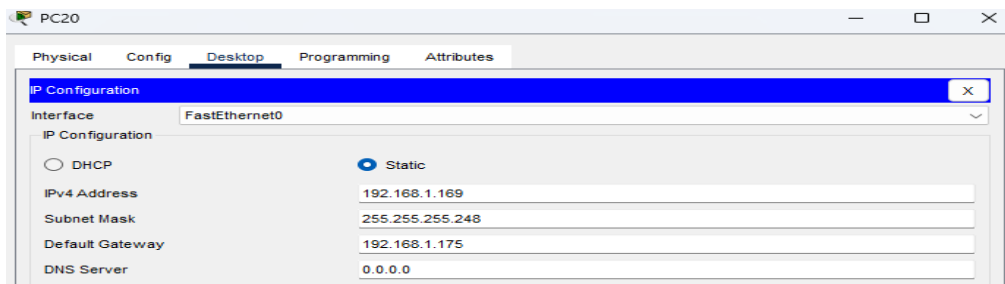 PC20
Physical Config Desktop Programming Attributes
IP Configuration X
Interface FastEthernet0
IP Configuration
DHCP Static
IPv4 Address 192.168.1.169
Subnet Mask 255.255.255.248
Default Gateway 192.168.1.175
DNS Server 0.0.0.0